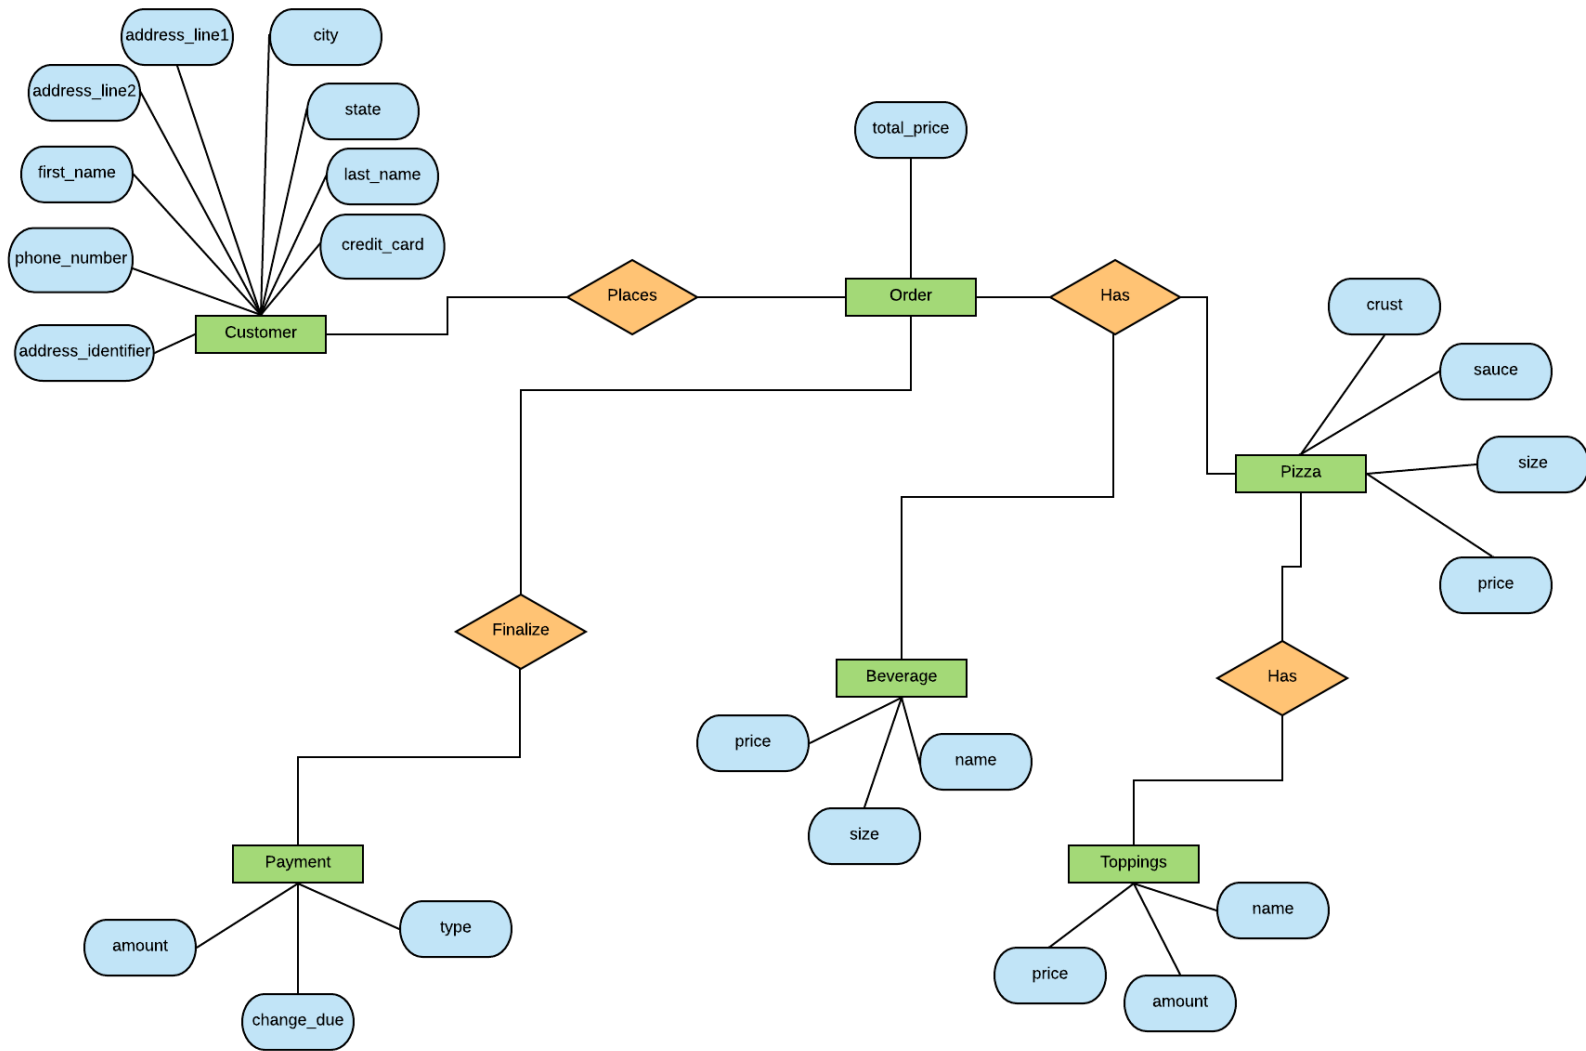 address_line1
city
address_line2
state
total_price
first_name
last_name
phone_number
credit_card
Places
Order
Has
crust
Customer
address_identifier
sauce
size
Pizza
price
Finalize
Beverage
Has
price
name
size
Payment
Toppings
type
name
amount
price
amount
change_due